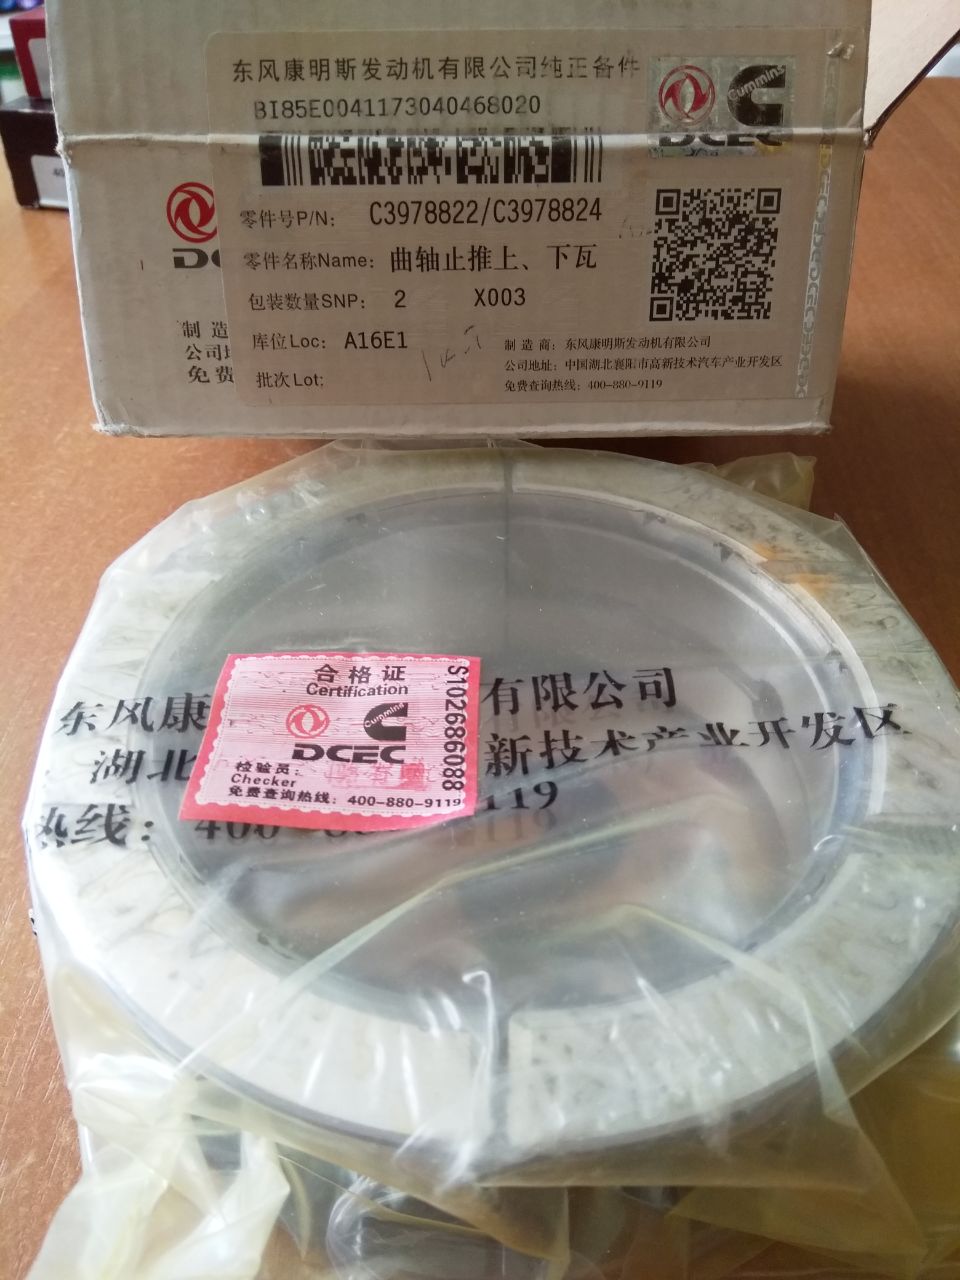 东风康明斯发动机有限公司纯正备件
BI85E0041173040468020
Cummins
DCEC
零件号P/N: C3978822/C3978824
零件名称Name: 曲轴止推上、下瓦
包装数量SNP: 2 X003
库位Loc: A16E1
批次Lot:
制 造 商: 东风康明斯发动机有限公司
公司地址: 中国湖北襄阳市高新技术汽车产业开发区
免费查询热线: 400-880-9119
制 造
公司地
免 费
合格证
Certification
Cummins
DCEC
检验员:
Checker
免费查询热线: 400-880-9119
S102686088
东风康
有限公司
湖北
新技术产业开发区
热线: 400
119